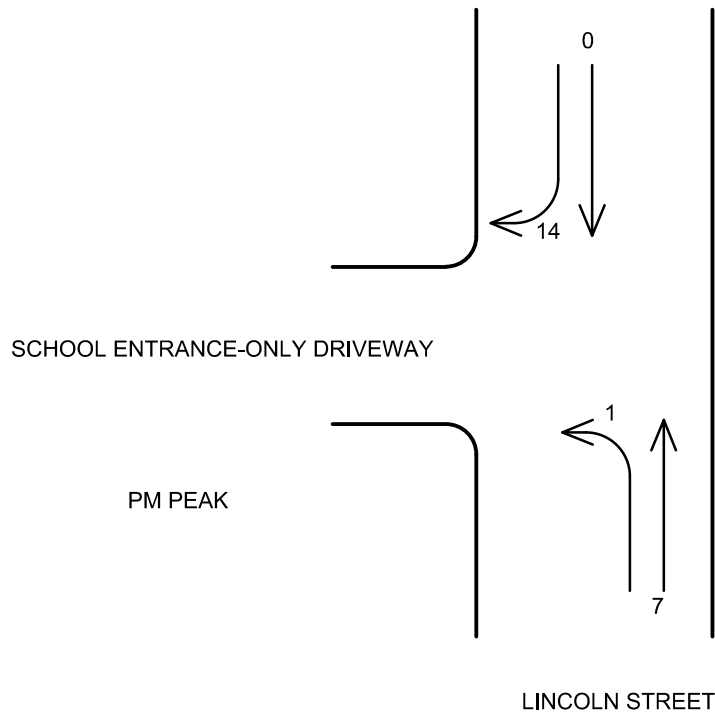 0
14
SCHOOL ENTRANCE-ONLY DRIVEWAY
1
PM PEAK
7
LINCOLN STREET